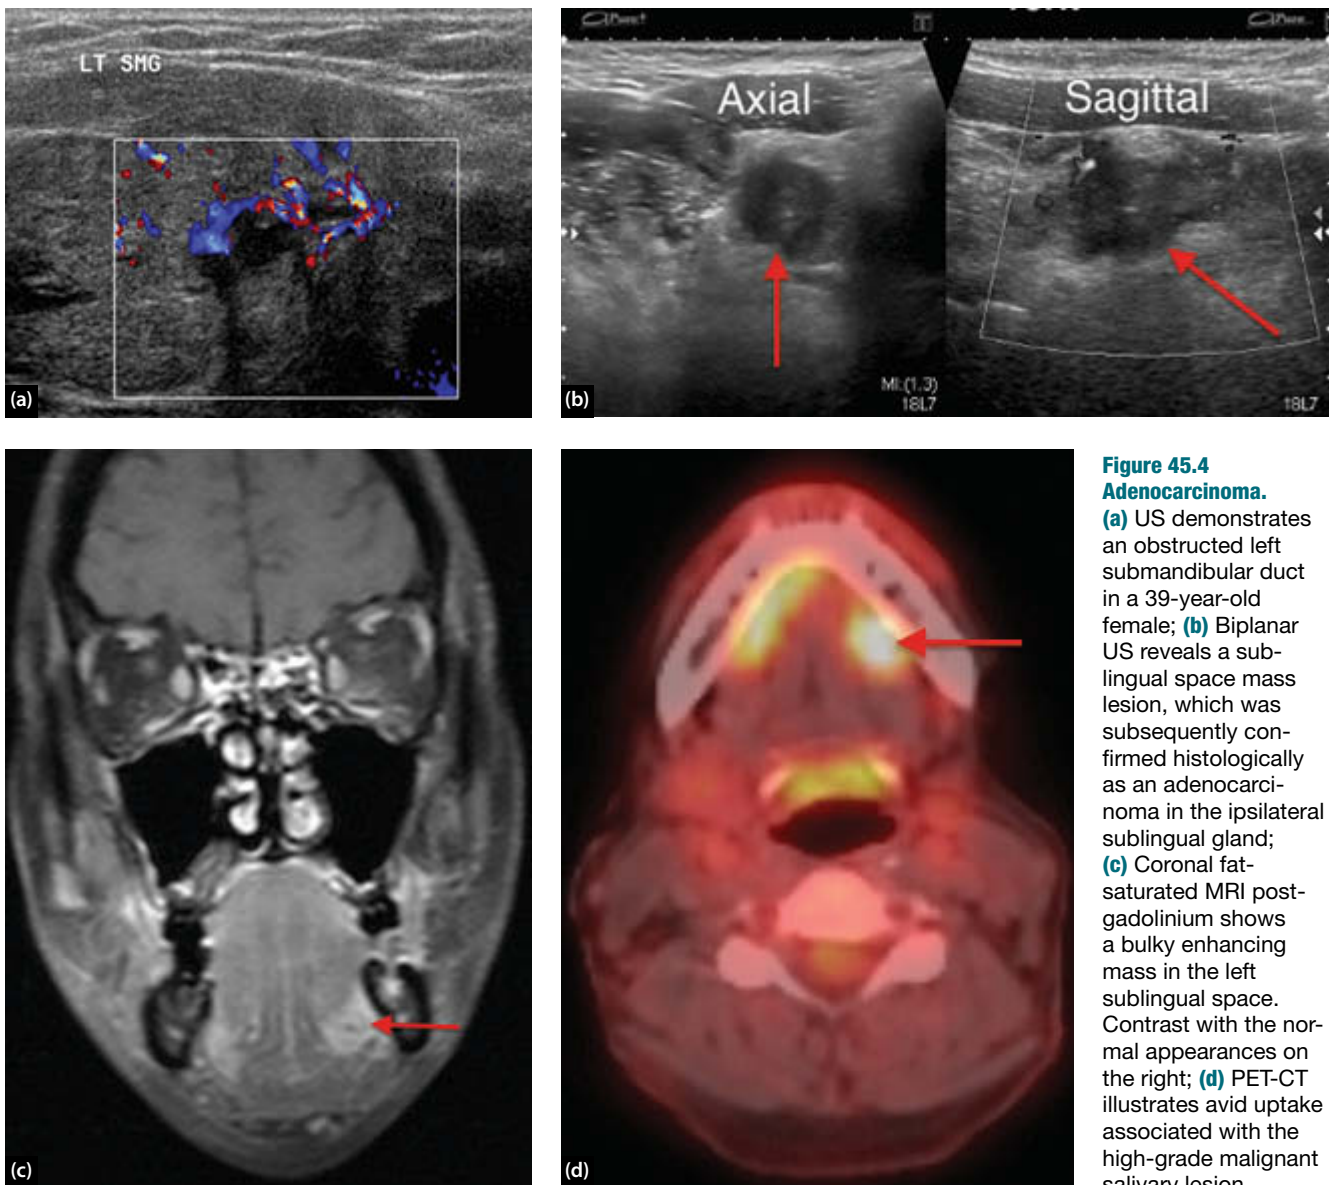 LT SMG
(a)
Axial
Sagittal
MI:(1.3)
18L7
18L7
(b)
(c)
(d)
Figure 45.4
Adenocarcinoma.
(a) US demonstrates
an obstructed left
submandibular duct
in a 39-year-old
female; (b) Biplanar
US reveals a sub-
lingual space mass
lesion, which was
subsequently con-
firmed histologically
as an adenocarci-
noma in the ipsilateral
sublingual gland;
(c) Coronal fat-
saturated MRI post-
gadolinium shows
a bulky enhancing
mass in the left
sublingual space.
Contrast with the nor-
mal appearances on
the right; (d) PET-CT
illustrates avid uptake
associated with the
high-grade malignant
salivary lesion